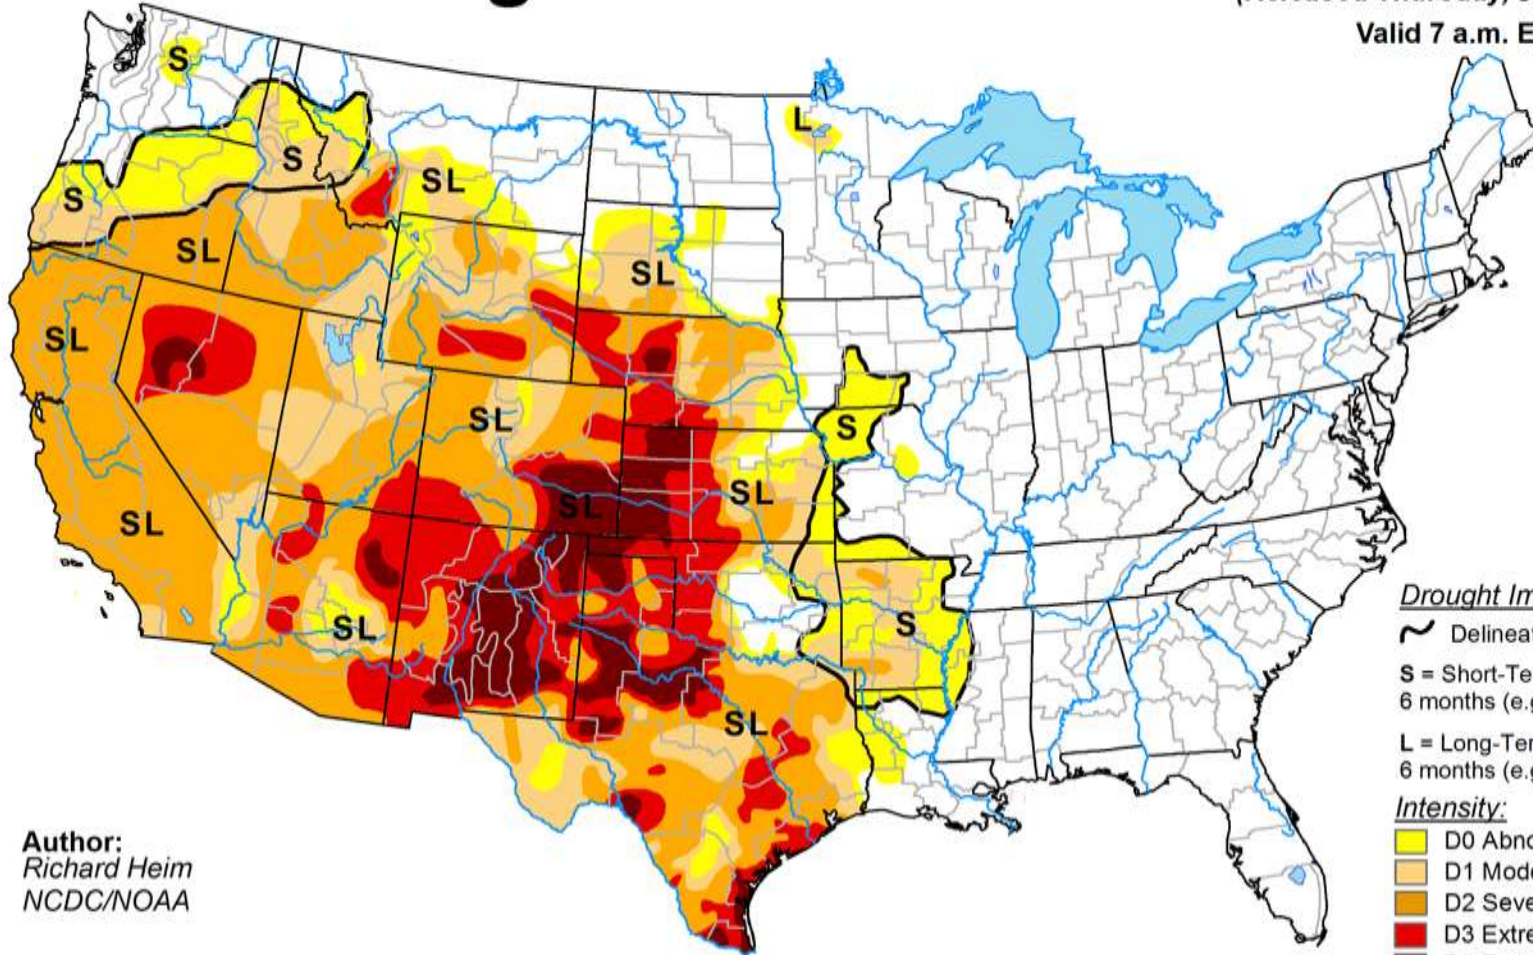 Valid 7 a.m. E
S
L
S
SL
S
SL
SL
SL
SL
S
SL
SL
SL
SL
S
SL
SL
Author:
Richard Heim
NCDC/NOAA
Drought Im
Delineat
S = Short-Te
6 months (e.g
L = Long-Ter
6 months (e.g
Intensity:
D0 Abno
D1 Mode
D2 Seve
D3 Extre